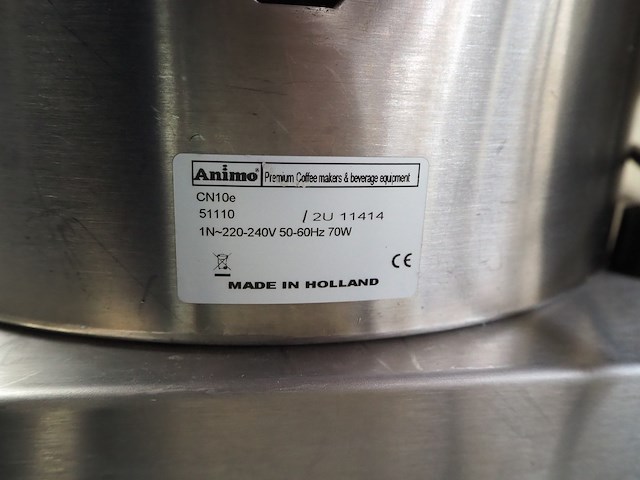 Animo® Premium Coffee makers & beverage equipment
CN10e
51110 / 2U 11414
1N~220-240V 50-60Hz 70W
CE
MADE IN HOLLAND